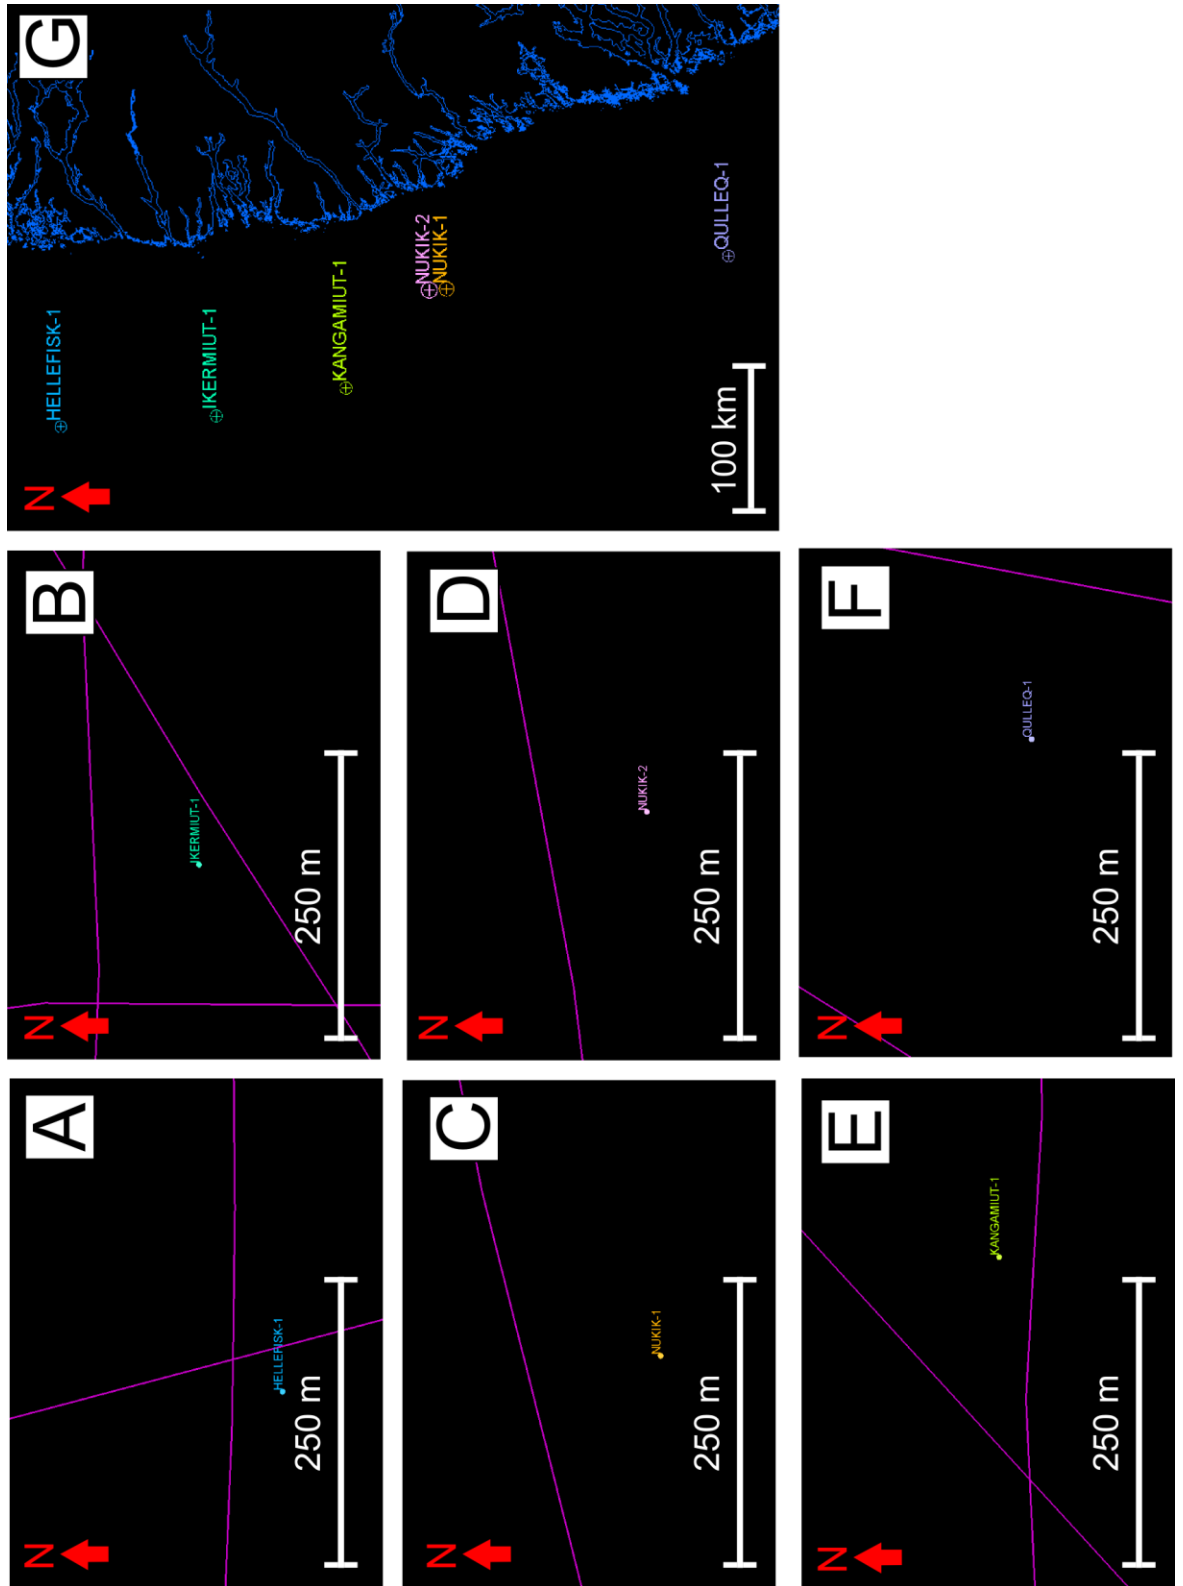 A
N
HELLEFISK-1
250 m
B
N
IKERMIUT-1
250 m
C
N
NUKIK-1
250 m
D
N
NUKIK-2
250 m
E
N
KANGAMIUT-1
250 m
F
N
QULLEQ-1
250 m
G
N
HELLEFISK-1
IKERMIUT-1
KANGAMIUT-1
NUKIK-2
NUKIK-1
QULLEQ-1
100 km